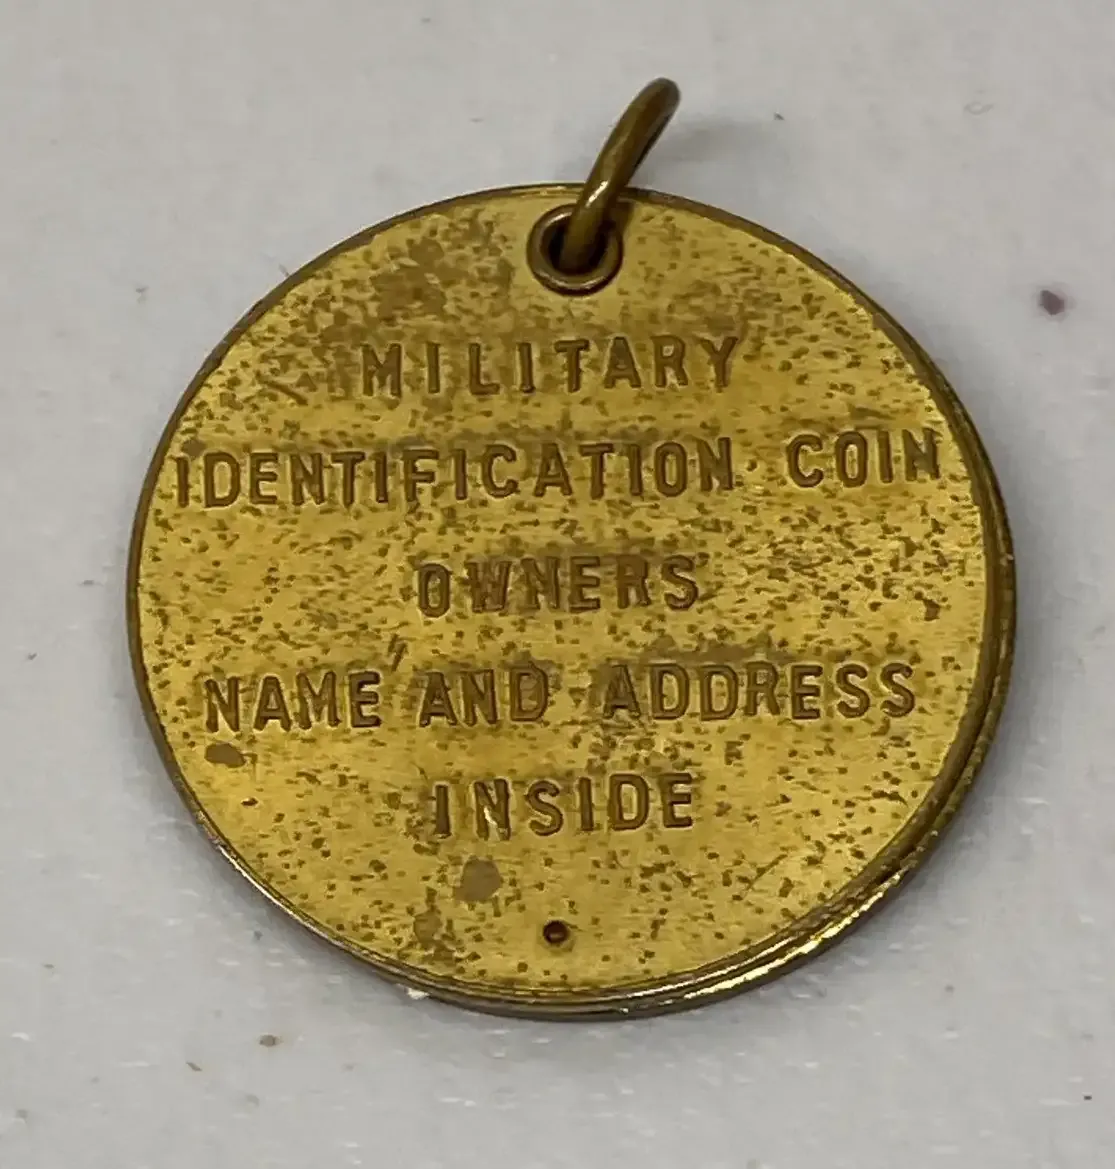 MILITARY
IDENTIFICATION COIN
OWNERS
NAME AND ADDRESS
INSIDE